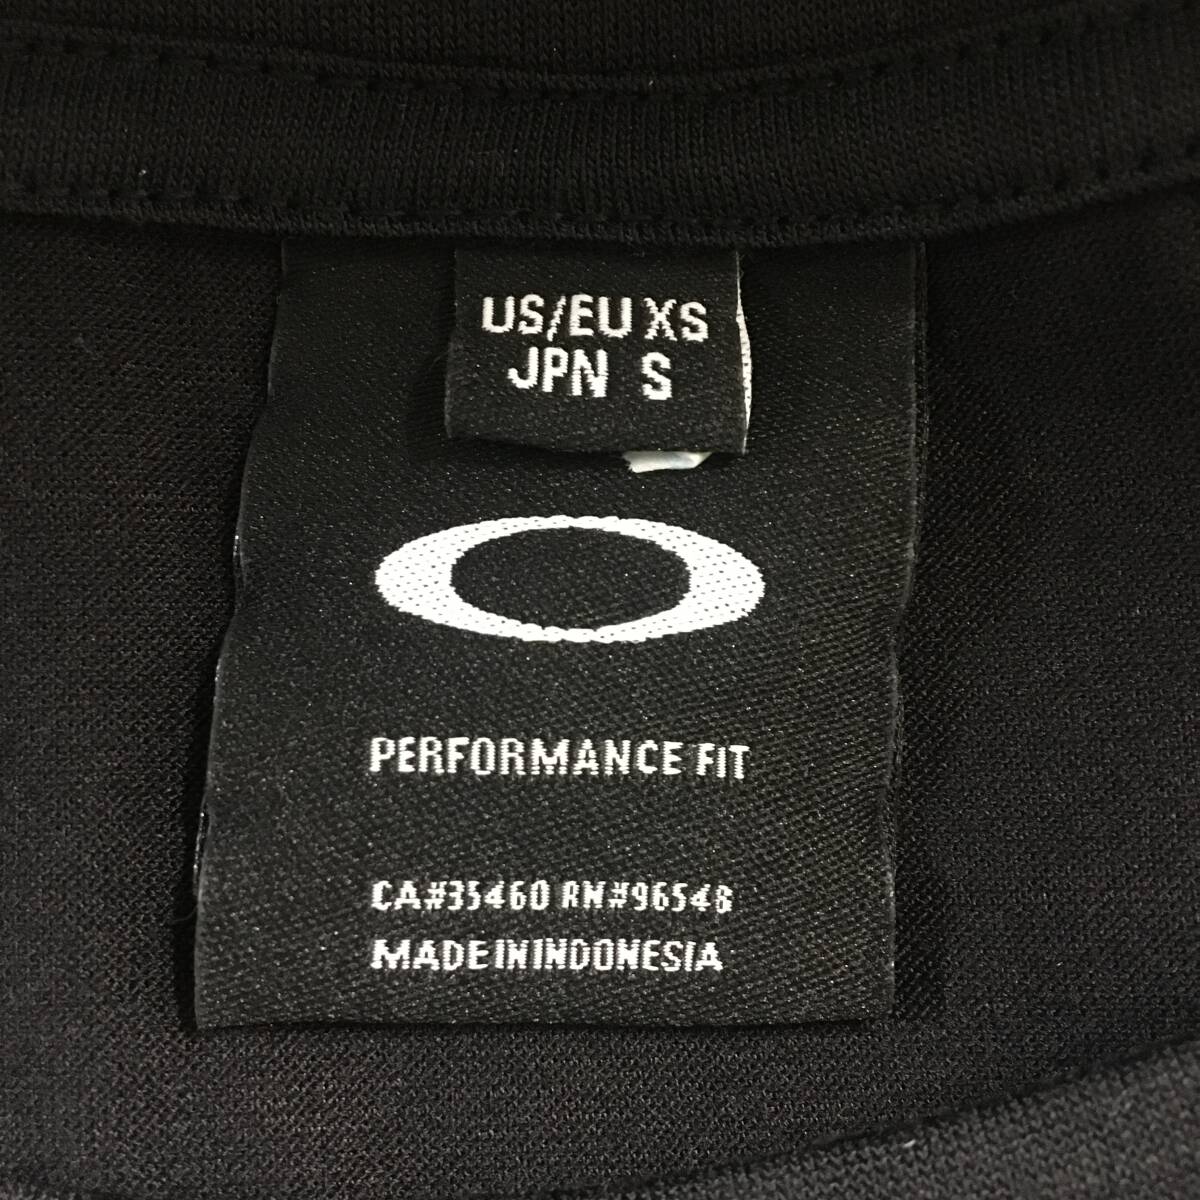 US/EU XS
JPN S
PERFORMANCE FIT
CA#35460 RN#96548
MADE IN INDONESIA